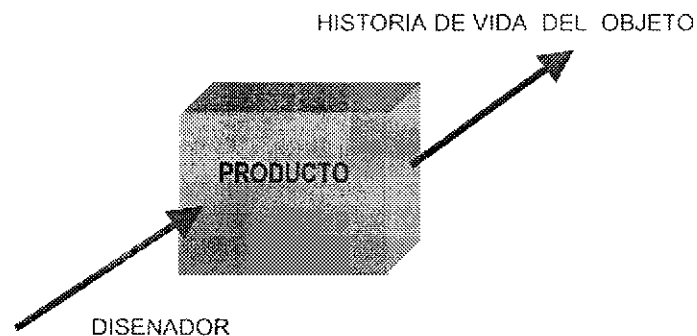 HISTORIA DE VIDA DEL OBJETO
PRODUCTO
DISENADOR